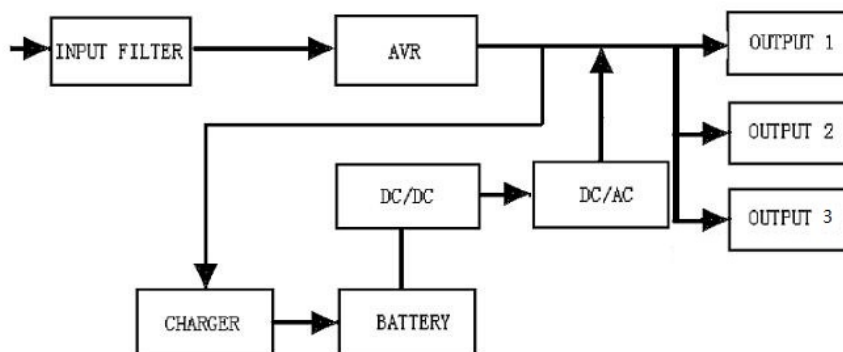 INPUT FILTER
AVR
OUTPUT 1
OUTPUT 2
DC/DC
DC/AC
OUTPUT 3
CHARGER
BATTERY